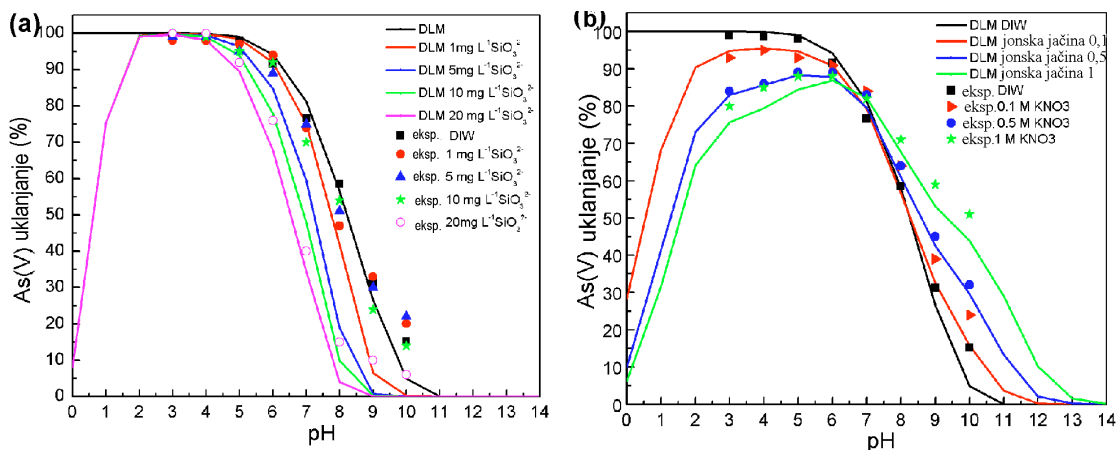 (a)
As(V) uklanjanje (%)
100
90
80
70
60
50
40
30
20
10
0
0 1 2 3 4 5 6 7 8 9 10 11 12 13 14
pH
DLM
DLM 1mg L⁻¹SiO₃²⁻
DLM 5mg L⁻¹SiO₃²⁻
DLM 10 mg L⁻¹SiO₃²⁻
DLM 20 mg L⁻¹SiO₃²⁻
eksp. DIW
eksp. 1 mg L⁻¹SiO₃²⁻
eksp. 5 mg L⁻¹SiO₃²⁻
eksp. 10 mg L⁻¹SiO₃²⁻
eksp. 20mg L⁻¹SiO₃²⁻
(b)
As(V) uklanjanje (%)
100
90
80
70
60
50
40
30
20
10
0
0 1 2 3 4 5 6 7 8 9 10 11 12 13 14
pH
DLM DIW
DLM jonska jačina 0,1
DLM jonska jačina 0,5
DLM jonska jačina 1
eksp. DIW
eksp.0.1 M KNO3
eksp.0.5 M KNO3
eksp.1 M KNO3